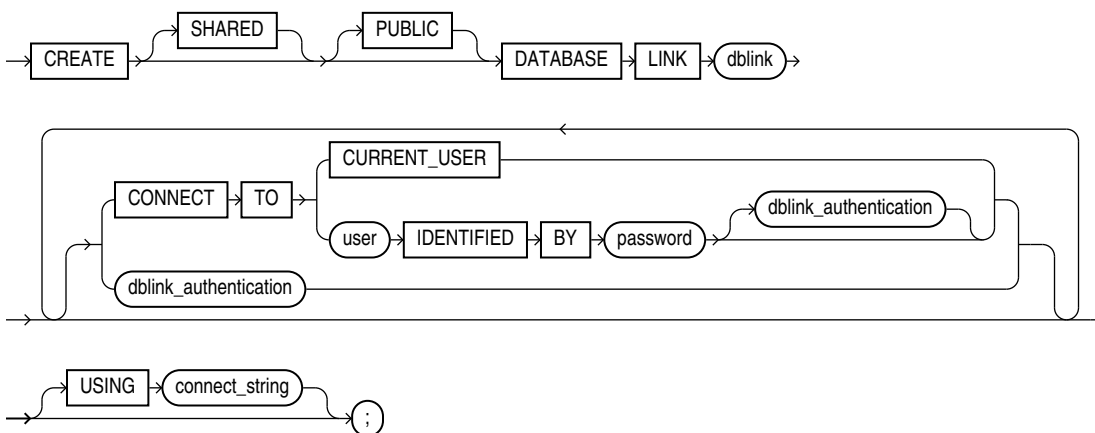 SHARED PUBLIC
CREATE DATABASE LINK dblink
CURRENT_USER
CONNECT TO
dblink_authentication
user IDENTIFIED BY password
dblink_authentication
USING connect_string
;